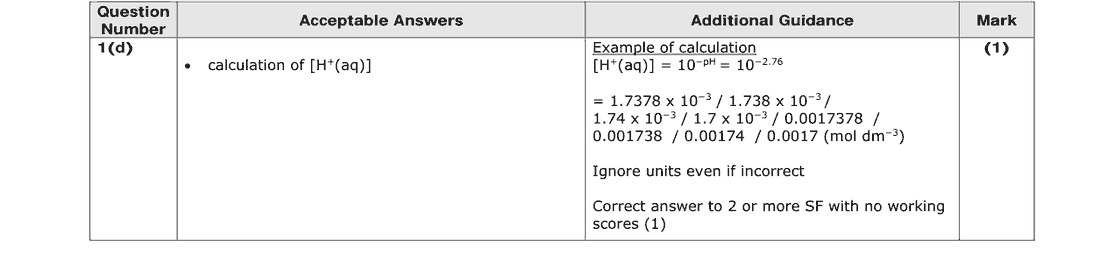 Question Number
Acceptable Answers
Additional Guidance
Mark
1(d)
• calculation of [H⁺(aq)]
Example of calculation
[H⁺(aq)] = 10⁻ᵖᴴ = 10⁻²·⁷⁶
= 1.7378 x 10⁻³ / 1.738 x 10⁻³ /
1.74 x 10⁻³ / 1.7 x 10⁻³ / 0.0017378 /
0.001738 / 0.00174 / 0.0017 (mol dm⁻³)
Ignore units even if incorrect
Correct answer to 2 or more SF with no working
scores (1)
(1)